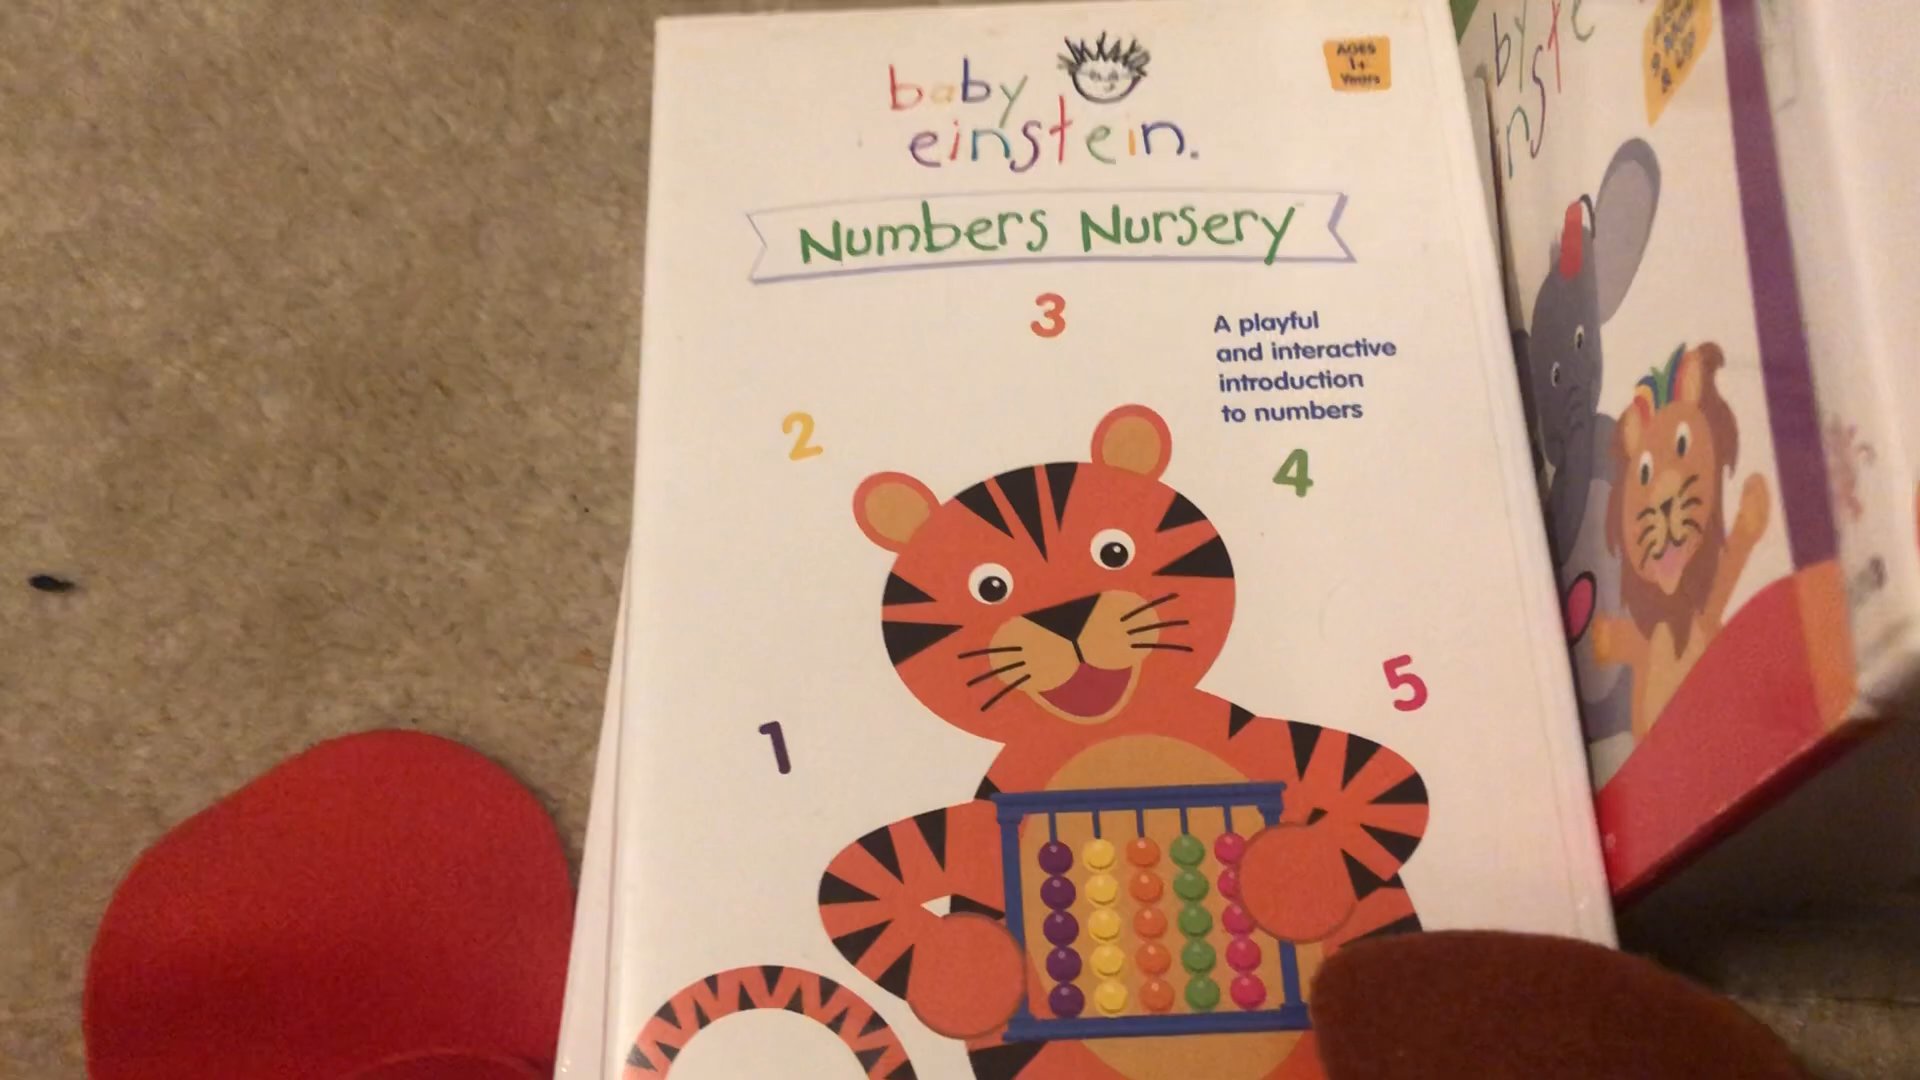 baby
einstein.
AGES
1+
Years
Numbers Nursery
3
A playful
and interactive
introduction
to numbers
2
4
5
1